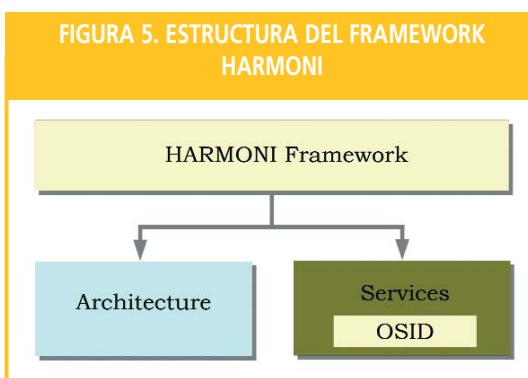 FIGURA 5. ESTRUCTURA DEL FRAMEWORK
HARMONI
HARMONI Framework
Architecture
Services
OSID